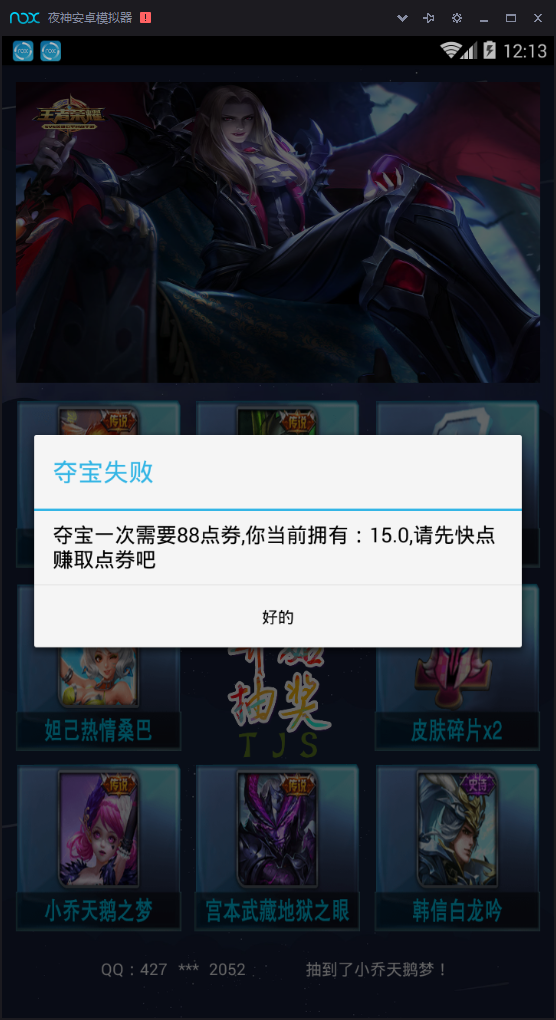 nox 夜神安卓模拟器
nox nox 12:13
王者荣耀
传说 传说
夺宝失败
夺宝一次需要88点券,你当前拥有：15.0,请先快点
赚取点券吧
好的
抽奖
TJS
妲己热情桑巴 皮肤碎片x2
传说 传说 史诗
小乔天鹅之梦 宫本武藏地狱之眼 韩信白龙吟
QQ：427 *** 2052 抽到了小乔天鹅梦！